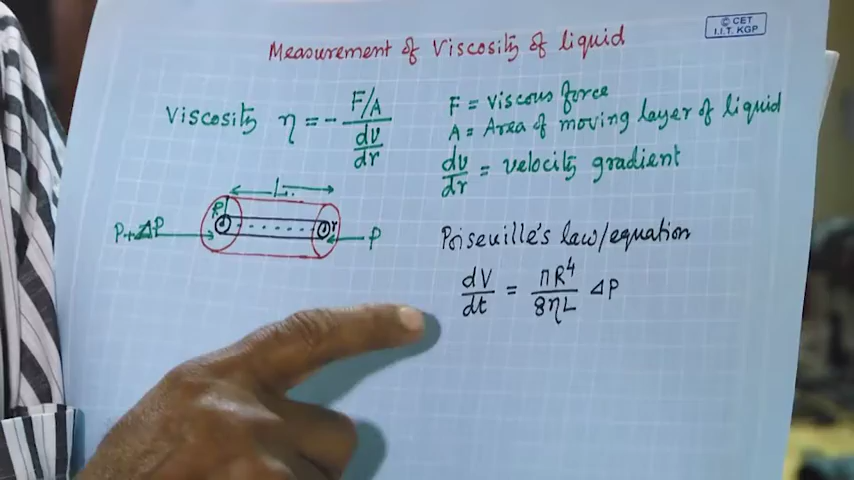 © CET
I.I.T. KGP
Measurement of Viscosity of liquid
Viscosity η = - F/A / dv/dr
F = viscous force
A = Area of moving layer of liquid
dv/dr = velocity gradient
L
R
r
P+ΔP
P
Poiseuille's law/equation
dV/dt = πR⁴/8ηL ΔP